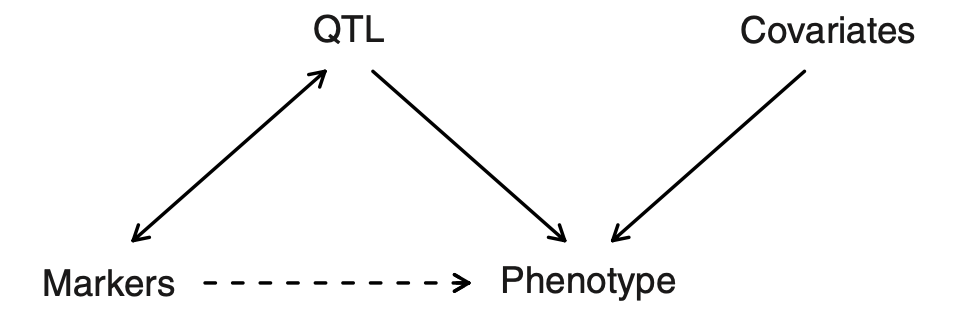 QTL
Covariates
Markers
Phenotype